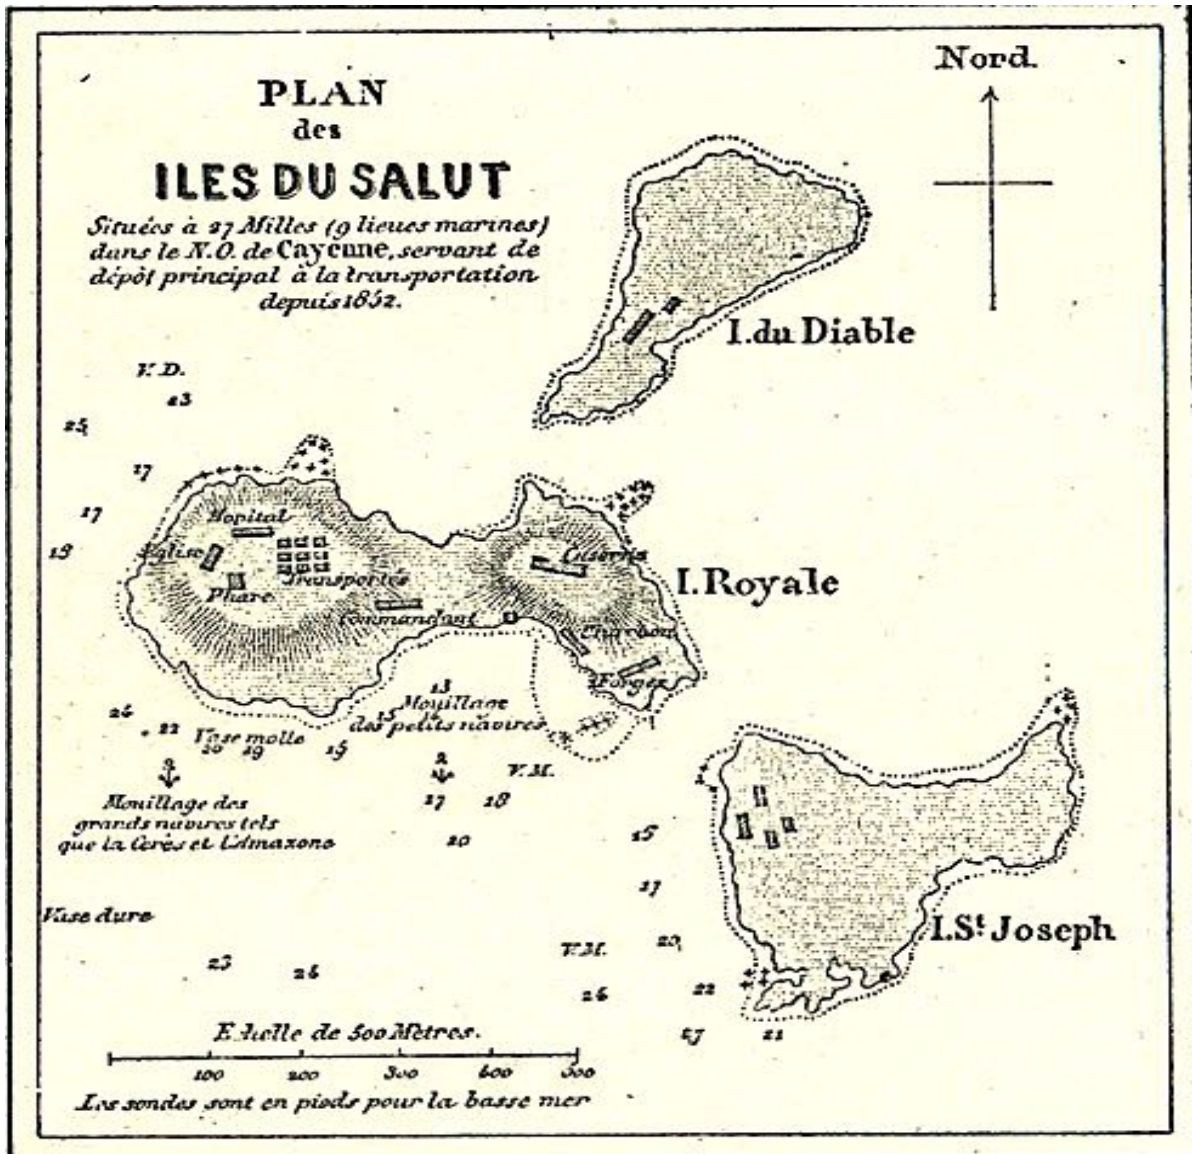 Nord.
PLAN
des
ILES DU SALUT
Situées à 27 Milles (9 lieues marines)
dans le N.O. de Cayenne, servant de
dépôt principal à la transportation
depuis 1852.
I. du Diable
V.D.
23
25
17
17
19
Hopital
Eglise
Transportés
Phare
Commandant
Caserne
I. Royale
Charbon
Forges
13
Mouillage
15
des petits navires
26
22
Vase molle
20 19 15
V.M.
17 18
Mouillage des
grands navires tels
que la Cerès et l'Amazone
20
15
17
Vase dure
I. St. Joseph
20
V.M.
23 26
26
22
27 21
Echelle de 500 Mètres.
100 200 300 400 500
Les sondes sont en pieds pour la basse mer